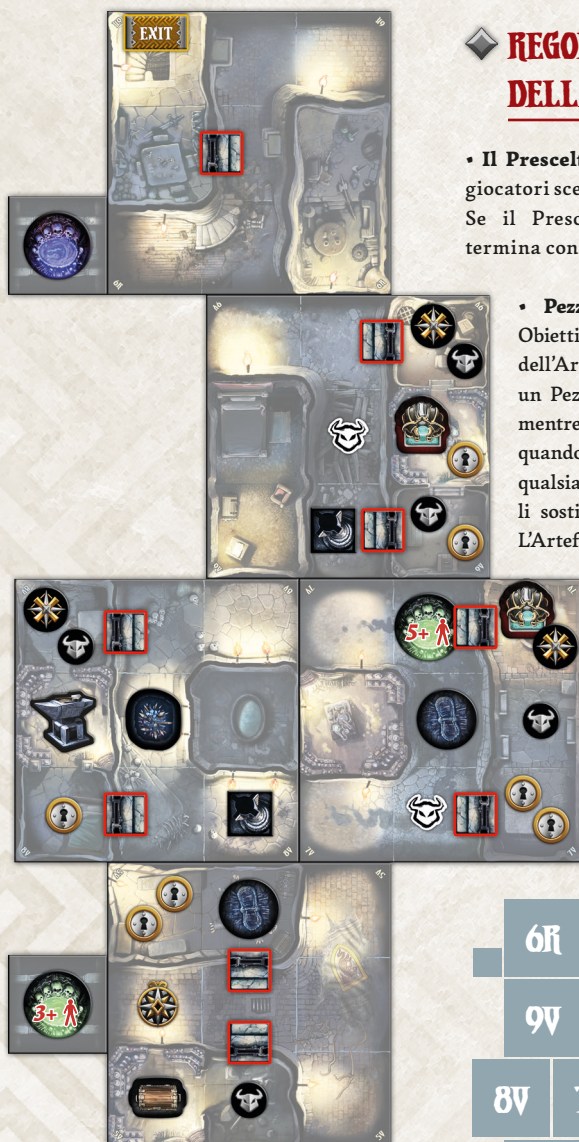 EXIT
REGO
DELL
• Il Prescelt
giocatori sce
Se il Presc
termina con
• Pezz
Obietti
dell'Ar
un Pez
mentre
quando
qualsia
li sosti
L'Artef
5+
3+
6R
9V
8V